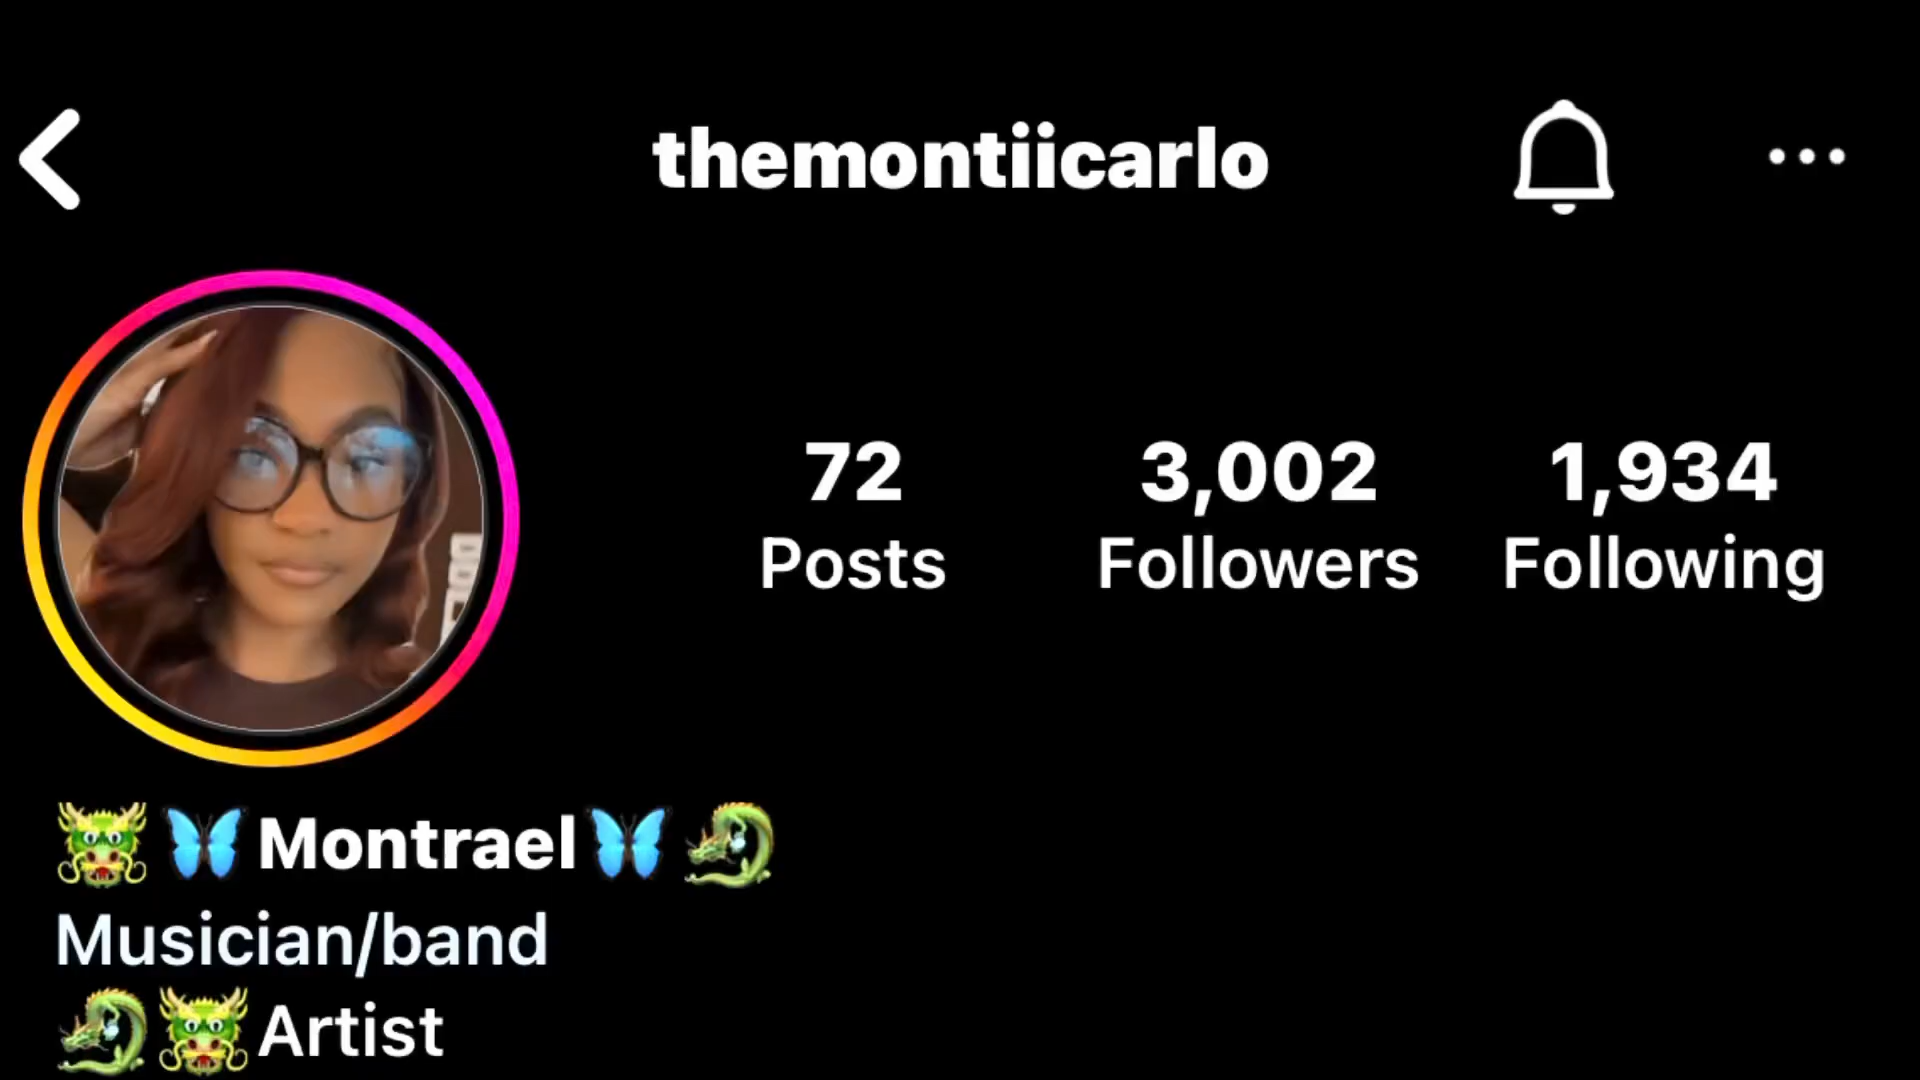 themontiicarlo
72 3,002 1,934
Posts Followers Following
🐲🦋Montrael🦋🐉
Musician/band
🐉🐲Artist